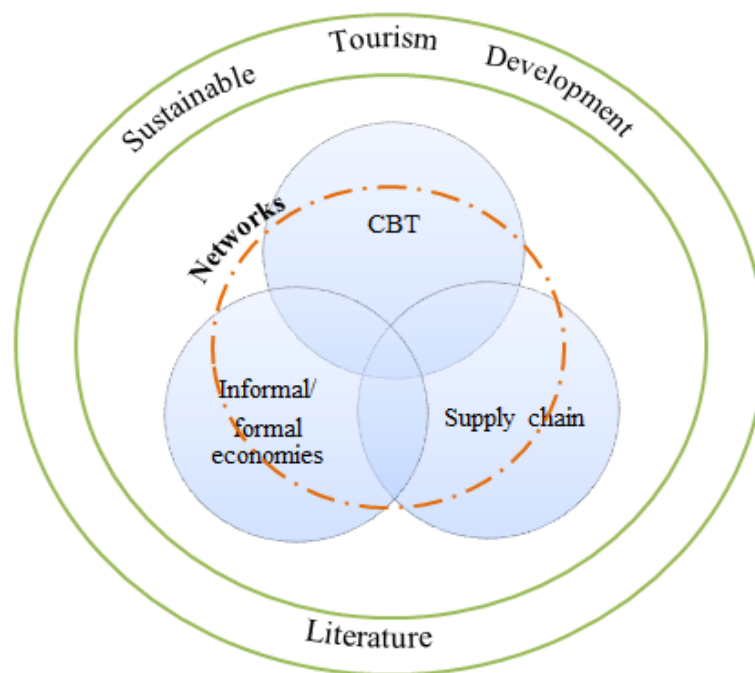 Sustainable Tourism Development
Networks
CBT
Informal/
formal
economies
Supply chain
Literature